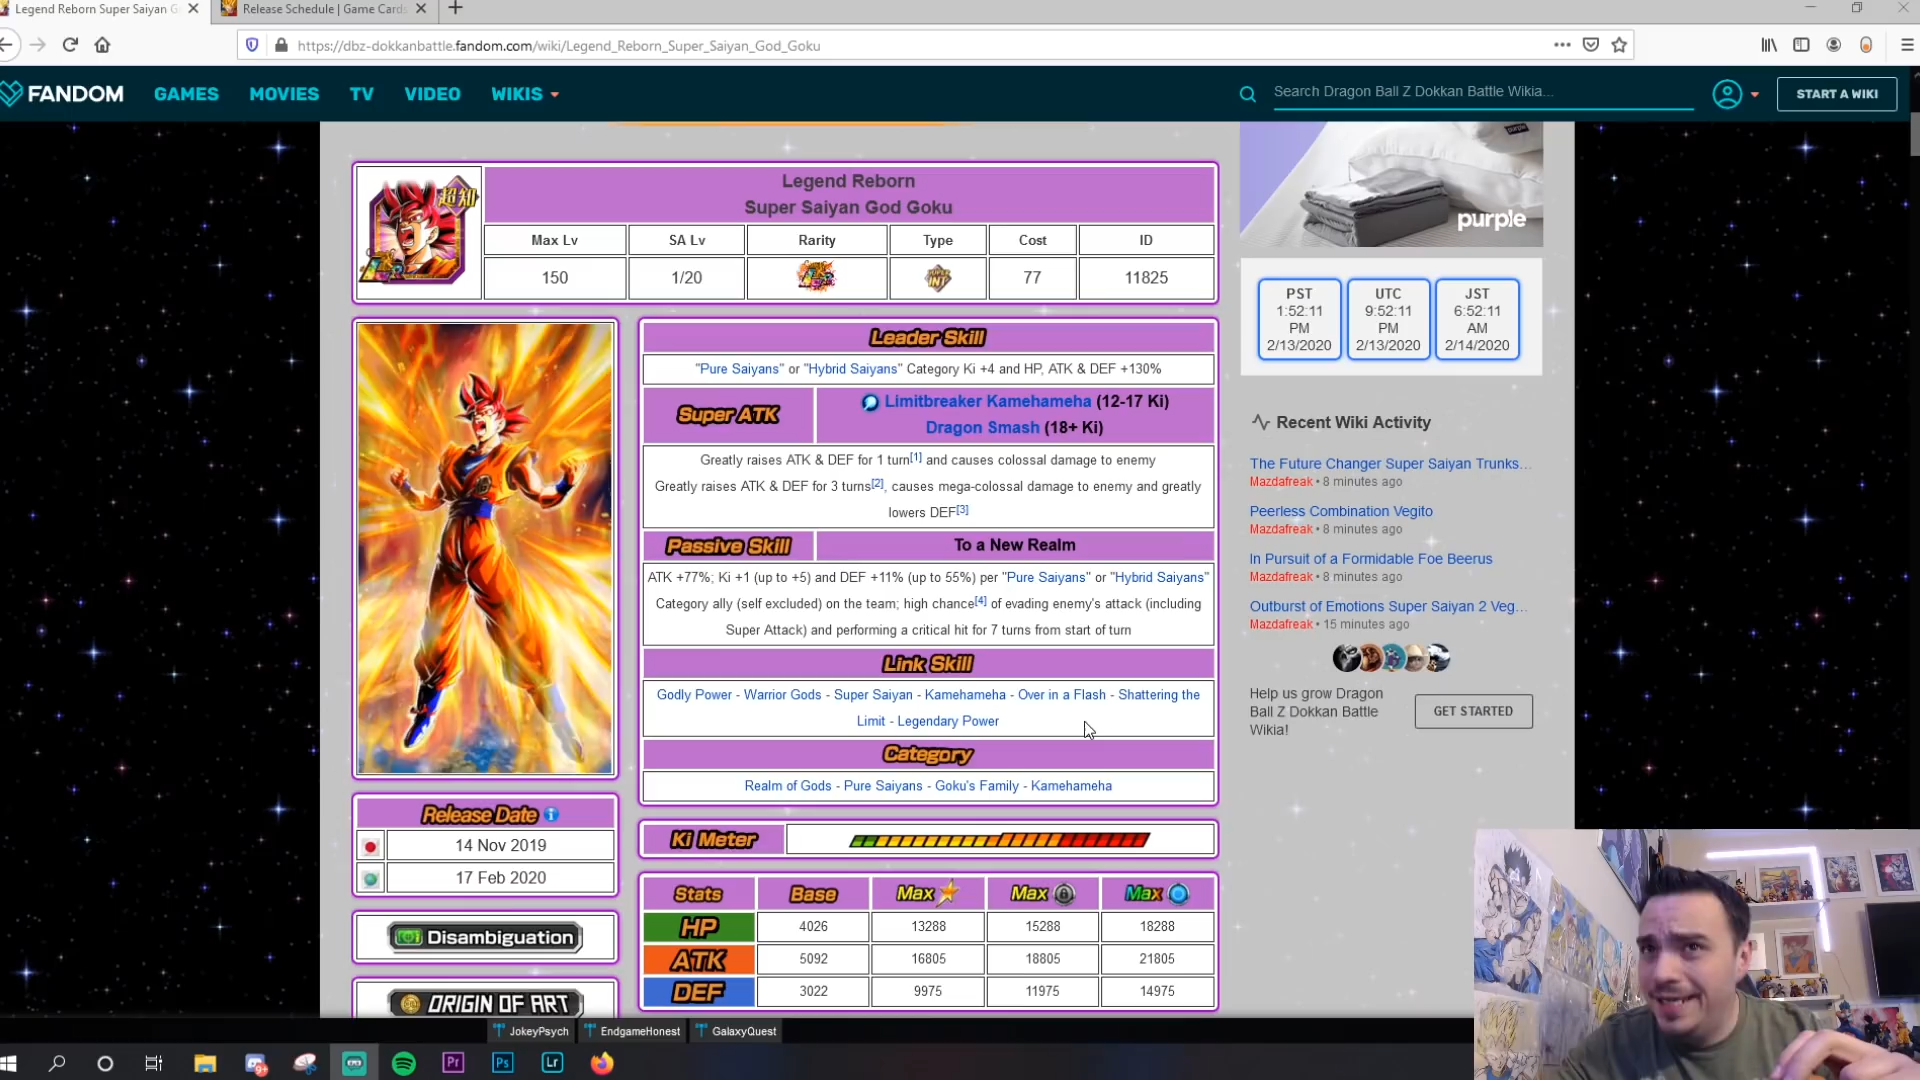 Legend Reborn Super Saiyan G
Release Schedule | Game Cards
https://dbz-dokkanbattle.fandom.com/wiki/Legend_Reborn_Super_Saiyan_God_Goku
FANDOM
GAMES
MOVIES
TV
VIDEO
WIKIS
Search Dragon Ball Z Dokkan Battle Wikia...
START A WIKI
超知
Legend Reborn
Super Saiyan God Goku
Max Lv
SA Lv
Rarity
Type
Cost
ID
150
1/20
SUPER INT
77
11825
Leader Skill
"Pure Saiyans" or "Hybrid Saiyans" Category Ki +4 and HP, ATK & DEF +130%
Super ATK
Limitbreaker Kamehameha (12-17 Ki)
Dragon Smash (18+ Ki)
Greatly raises ATK & DEF for 1 turn[1] and causes colossal damage to enemy
Greatly raises ATK & DEF for 3 turns[2], causes mega-colossal damage to enemy and greatly
lowers DEF[3]
Passive Skill
To a New Realm
ATK +77%; Ki +1 (up to +5) and DEF +11% (up to 55%) per "Pure Saiyans" or "Hybrid Saiyans"
Category ally (self excluded) on the team; high chance[4] of evading enemy's attack (including
Super Attack) and performing a critical hit for 7 turns from start of turn
Link Skill
Godly Power - Warrior Gods - Super Saiyan - Kamehameha - Over in a Flash - Shattering the
Limit - Legendary Power
Category
Realm of Gods - Pure Saiyans - Goku's Family - Kamehameha
Release Date
14 Nov 2019
17 Feb 2020
Disambiguation
ORIGIN OF ART
Ki Meter
Stats
Base
Max
Max
Max
HP
4026
13288
15288
18288
ATK
5092
16805
18805
21805
DEF
3022
9975
11975
14975
purple
purple
PST
1:52:11
PM
2/13/2020
UTC
9:52:11
PM
2/13/2020
JST
6:52:11
AM
2/14/2020
Recent Wiki Activity
The Future Changer Super Saiyan Trunks...
Mazdafreak • 8 minutes ago
Peerless Combination Vegito
Mazdafreak • 8 minutes ago
In Pursuit of a Formidable Foe Beerus
Mazdafreak • 8 minutes ago
Outburst of Emotions Super Saiyan 2 Veg...
Mazdafreak • 15 minutes ago
Help us grow Dragon
Ball Z Dokkan Battle
Wikia!
GET STARTED
JokeyPsych
EndgameHonest
GalaxyQuest
9+
Pr
Ps
Lr